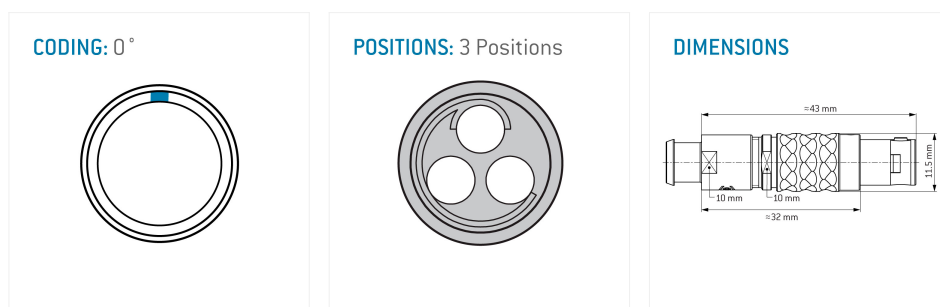 CODING: 0°
POSITIONS: 3 Positions
DIMENSIONS
≈43 mm
11.5 mm
10 mm
10 mm
≈32 mm